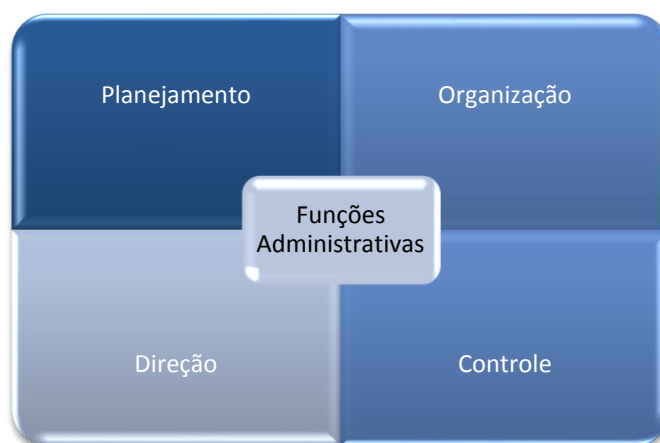 Planejamento
Organização
Funções
Administrativas
Direção
Controle